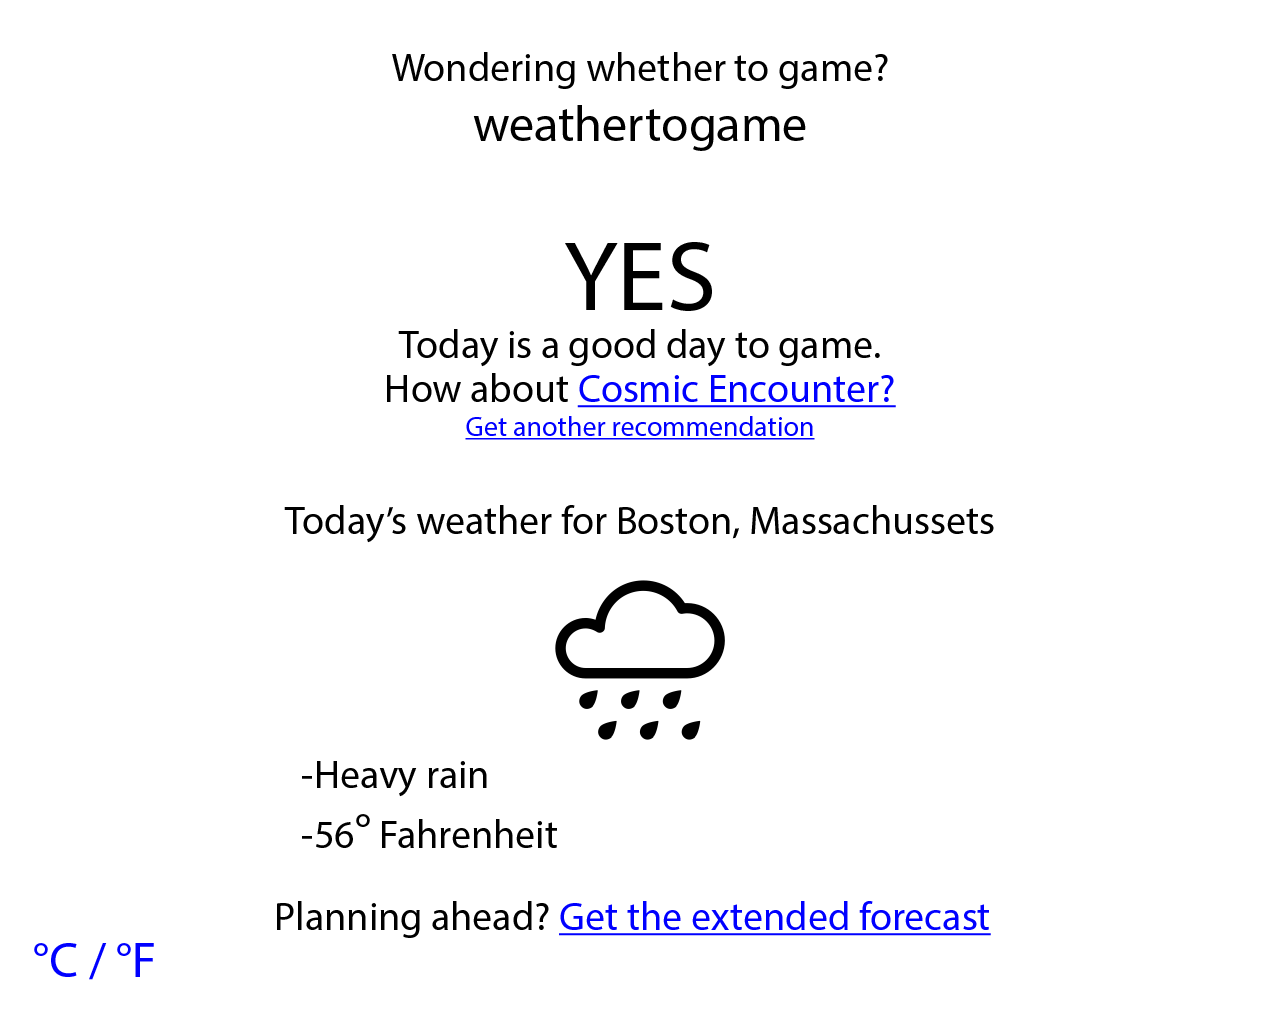 Wondering whether to game?
weathertogame
YES
Today is a good day to game.
How about Cosmic Encounter?
Get another recommendation
Today’s weather for Boston, Massachussets
-Heavy rain
-56° Fahrenheit
Planning ahead? Get the extended forecast
°C / °F